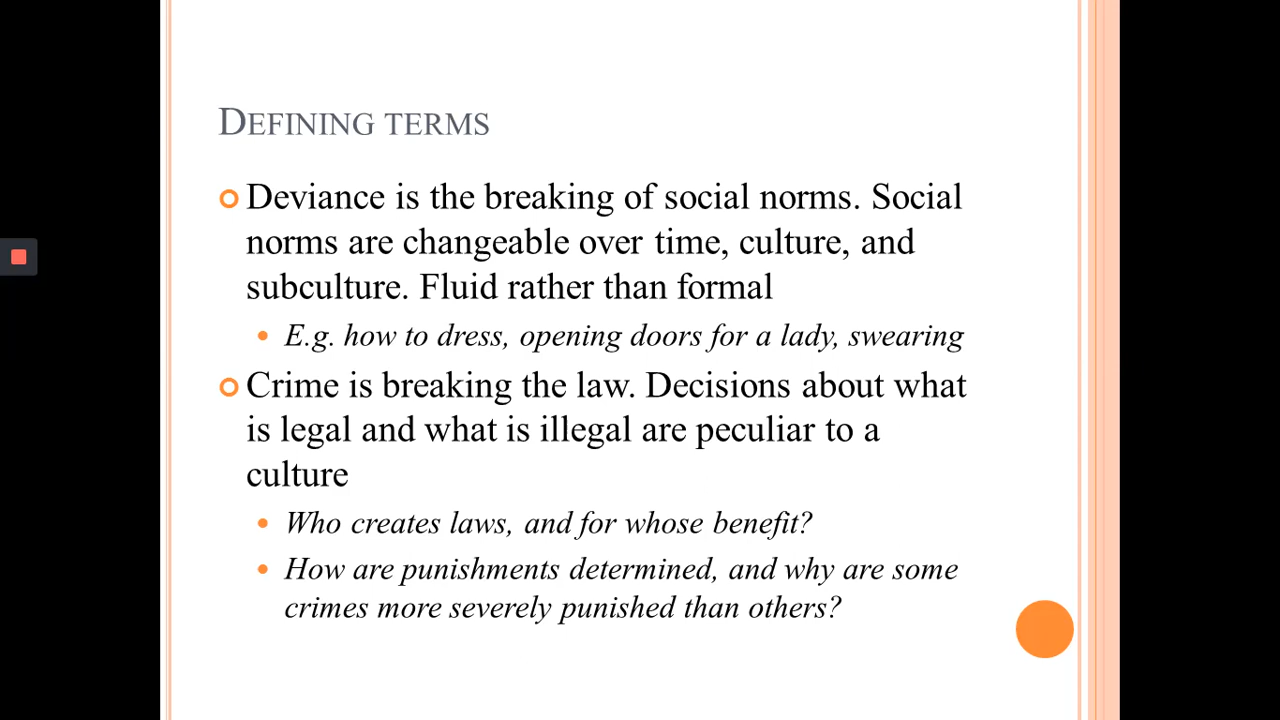 DEFINING TERMS
Deviance is the breaking of social norms. Social
norms are changeable over time, culture, and
subculture. Fluid rather than formal
E.g. how to dress, opening doors for a lady, swearing
Crime is breaking the law. Decisions about what
is legal and what is illegal are peculiar to a
culture
Who creates laws, and for whose benefit?
How are punishments determined, and why are some
crimes more severely punished than others?